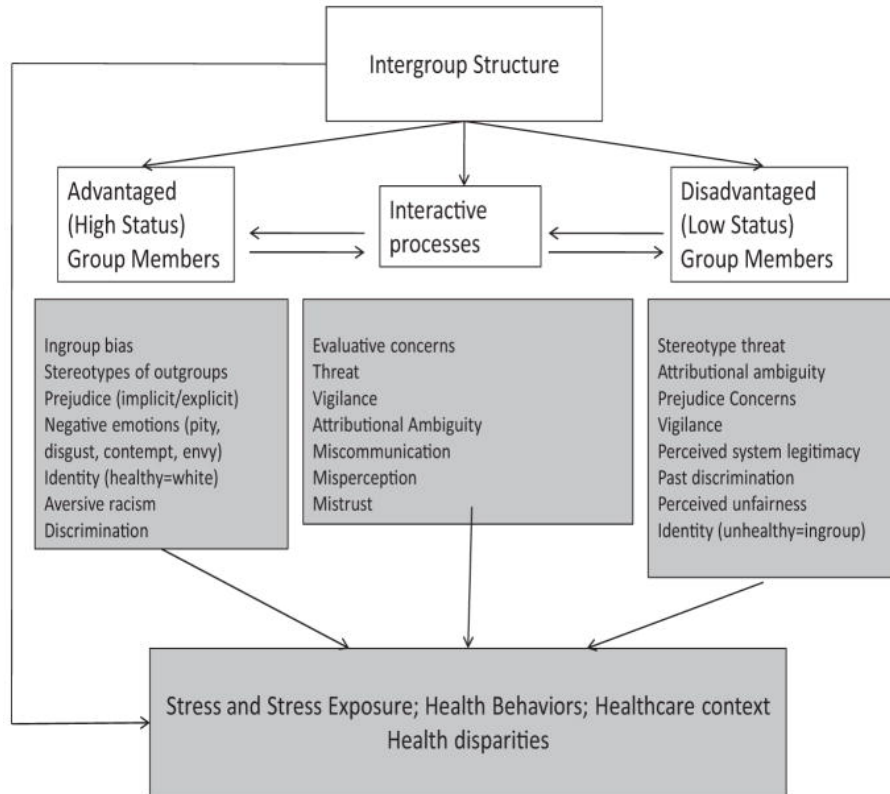 Intergroup Structure
Advantaged
(High Status)
Group Members
Interactive
processes
Disadvantaged
(Low Status)
Group Members
Ingroup bias
Stereotypes of outgroups
Prejudice (implicit/explicit)
Negative emotions (pity,
disgust, contempt, envy)
Identity (healthy=white)
Aversive racism
Discrimination
Evaluative concerns
Threat
Vigilance
Attributional Ambiguity
Miscommunication
Misperception
Mistrust
Stereotype threat
Attributional ambiguity
Prejudice Concerns
Vigilance
Perceived system legitimacy
Past discrimination
Perceived unfairness
Identity (unhealthy=ingroup)
Stress and Stress Exposure; Health Behaviors; Healthcare context
Health disparities